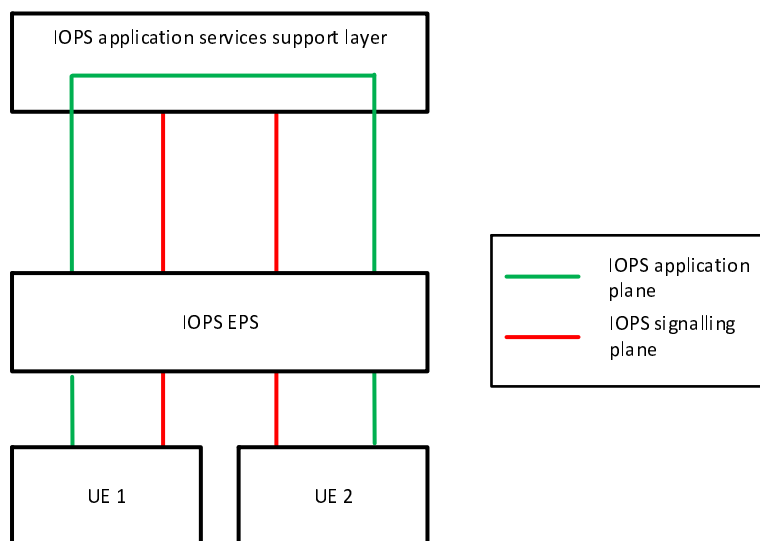 IOPS application services support layer
IOPS EPS
UE 1
UE 2
IOPS application
plane
IOPS signalling
plane